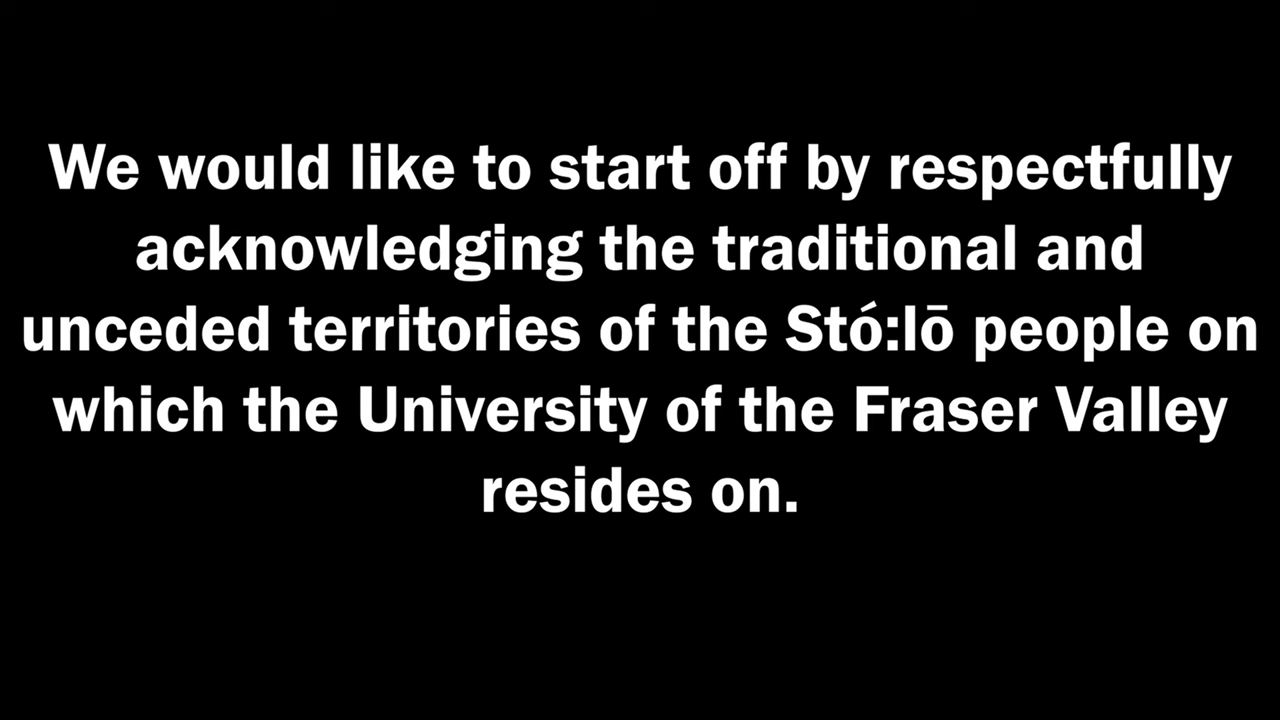 We would like to start off by respectfully
acknowledging the traditional and
unceded territories of the Stó:lō people on
which the University of the Fraser Valley
resides on.